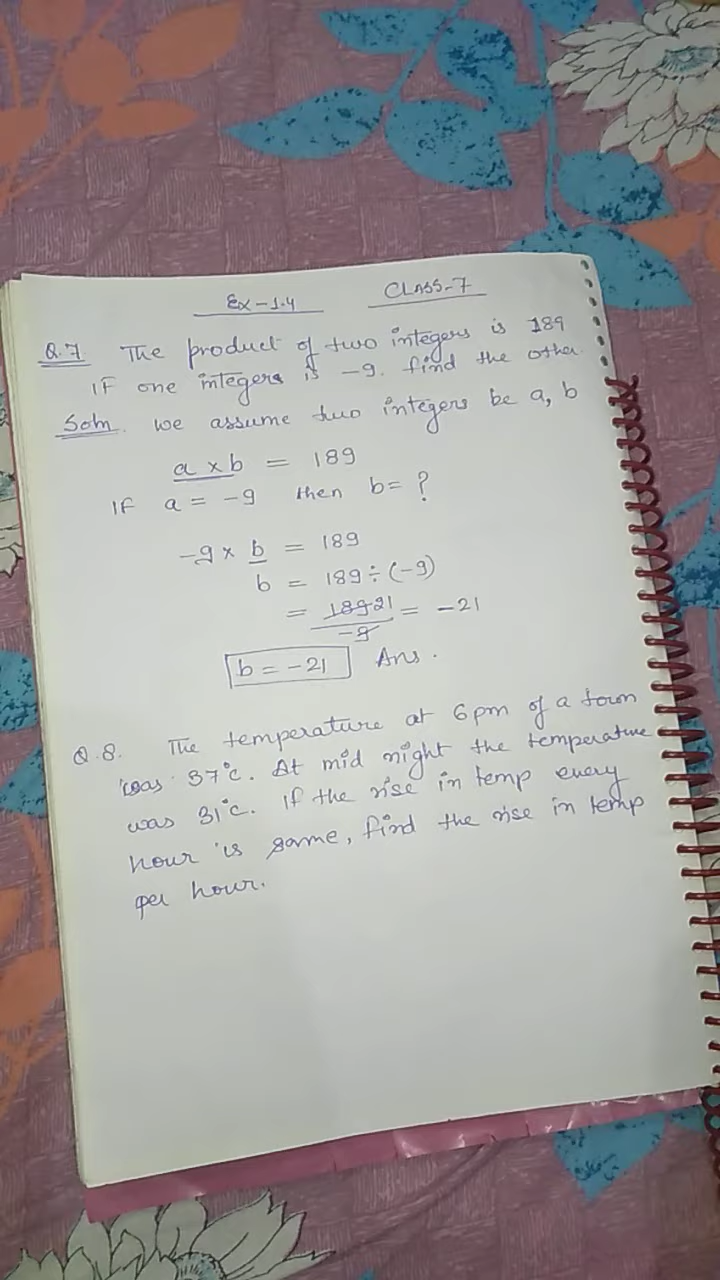 Ex-1.4 CLASS-7
Q.7 The product of two integers is 189
IF one integers is -9. find the other.
Soln. we assume two integers be a, b
a x b = 189
IF a = -9 then b= ?
-9 x b = 189
b = 189 ÷ (-9)
= 189 21 = -21
-9
b = -21 Ans.
Q.8. The temperature at 6 pm of a town
was 37°c. At mid night the temperature
was 31°c. If the rise in temp every
hour is same, find the rise in temp
per hour.